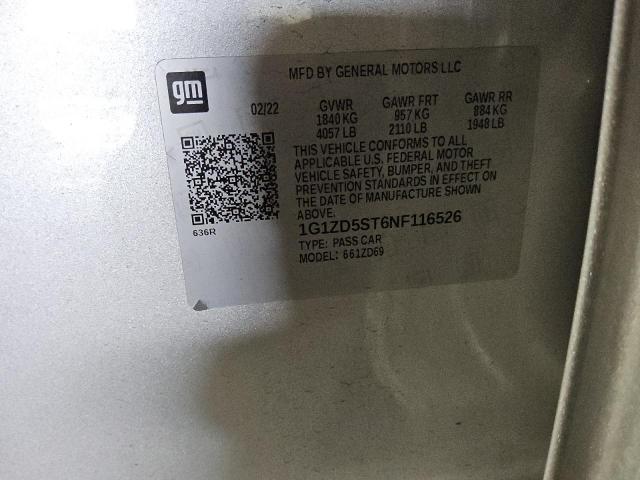 gm
MFD BY GENERAL MOTORS LLC
02/22 GVWR GAWR FRT GAWR RR
1840 KG 957 KG 884 KG
4057 LB 2110 LB 1948 LB
THIS VEHICLE CONFORMS TO ALL
APPLICABLE U.S. FEDERAL MOTOR
VEHICLE SAFETY, BUMPER, AND THEFT
PREVENTION STANDARDS IN EFFECT ON
THE DATE OF MANUFACTURE SHOWN
ABOVE.
636R
1G1ZD5ST6NF116526
TYPE: PASS CAR
MODEL: 661ZD69